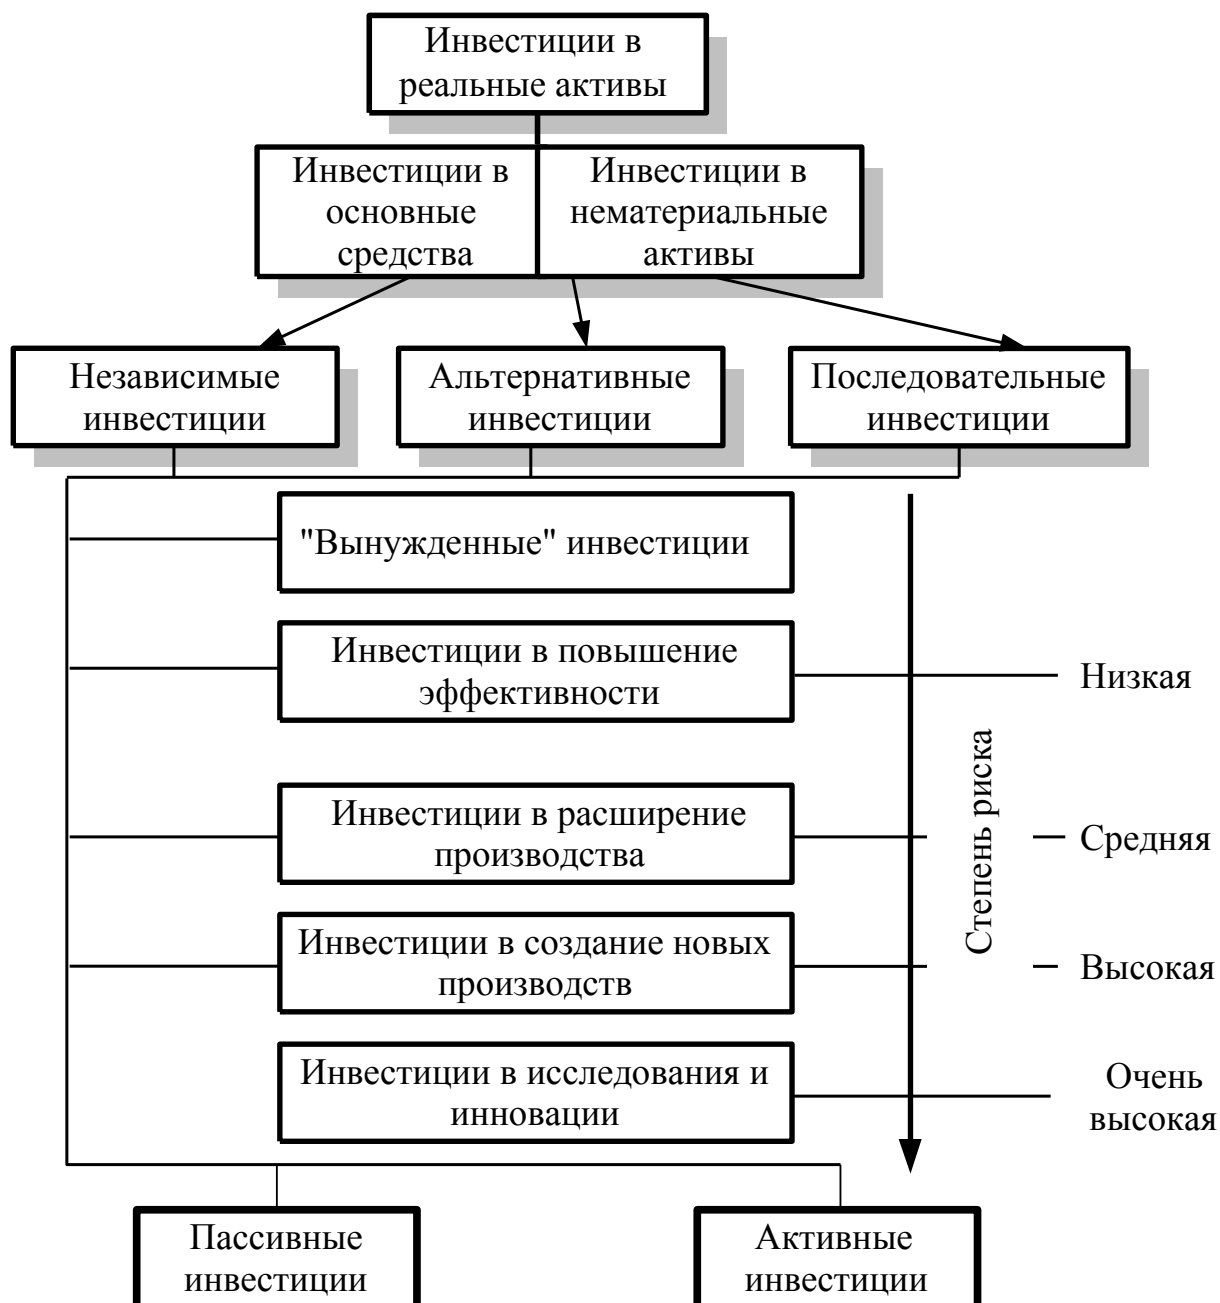 Инвестиции в
реальные активы
Инвестиции в
основные
средства
Инвестиции в
нематериальные
активы
Независимые
инвестиции
Альтернативные
инвестиции
Последовательные
инвестиции
"Вынужденные" инвестиции
Инвестиции в повышение
эффективности
Низкая
Степень риска
Инвестиции в расширение
производства
Средняя
Инвестиции в создание новых
производств
Высокая
Инвестиции в исследования и
инновации
Очень
высокая
Пассивные
инвестиции
Активные
инвестиции